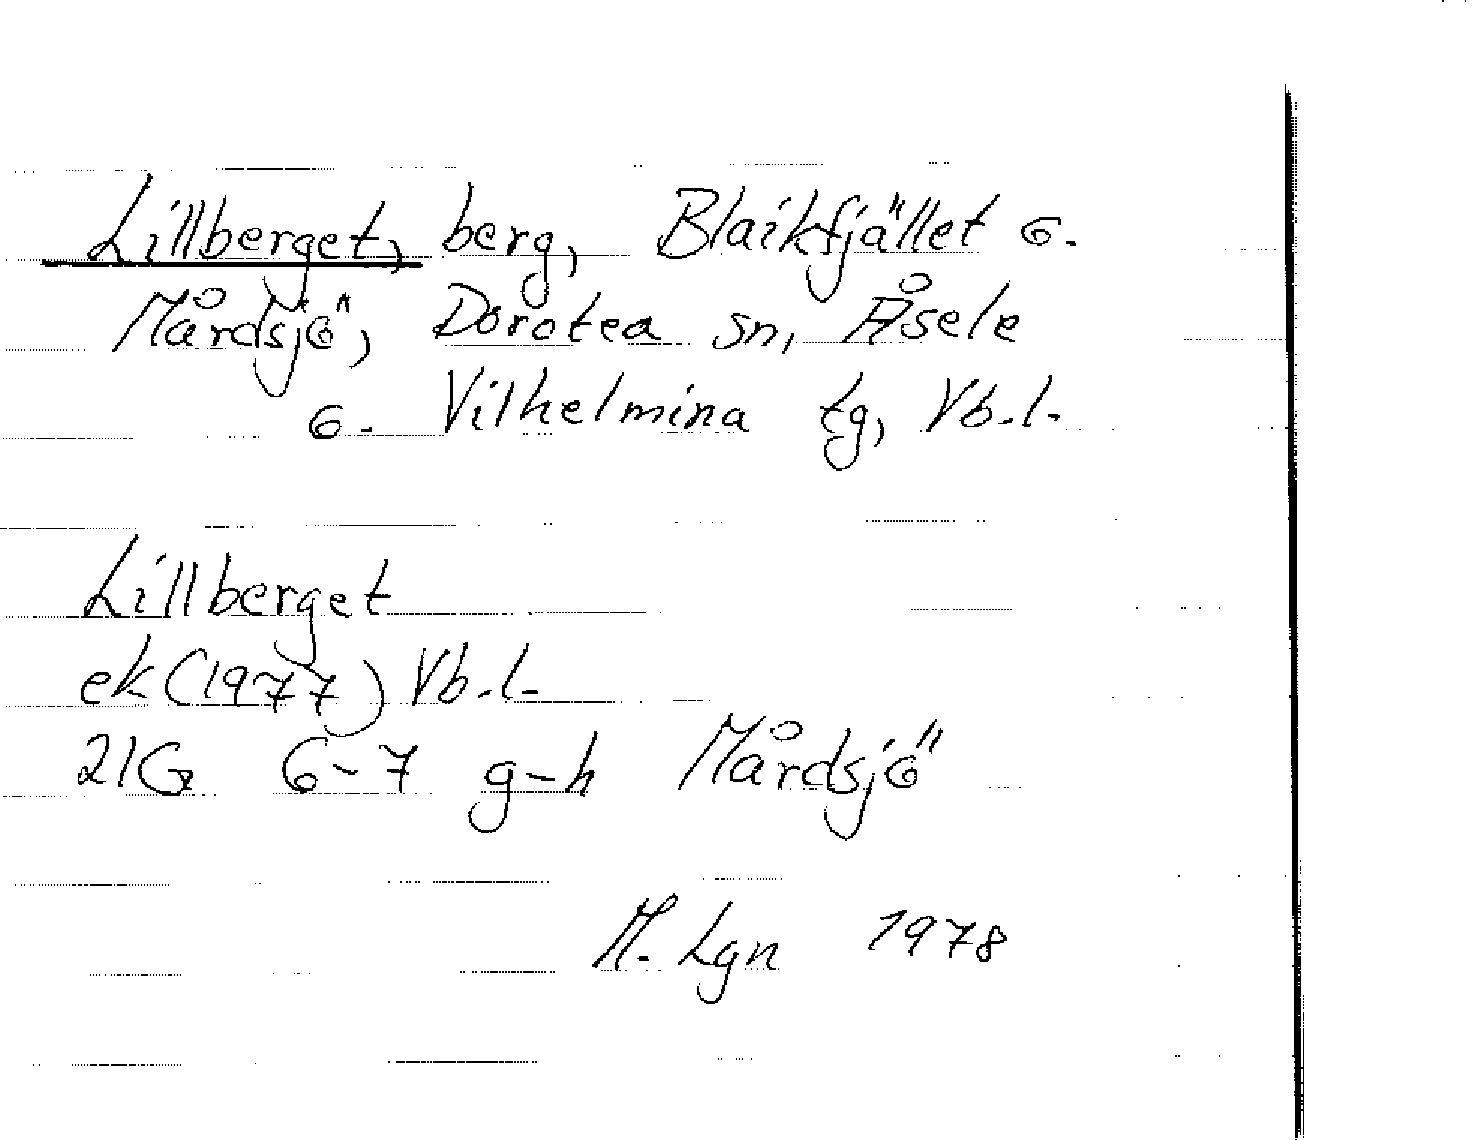 Lillberget, berg, Blaikfjället o.
Mårdsjö, Dorotea sn, Åsele
o. Vilhelmina tg, Vb.l.
Lillberget
ek(1977) Vb.l.
21G 6-7 g-h Mårdsjö
M. Lgn 1978